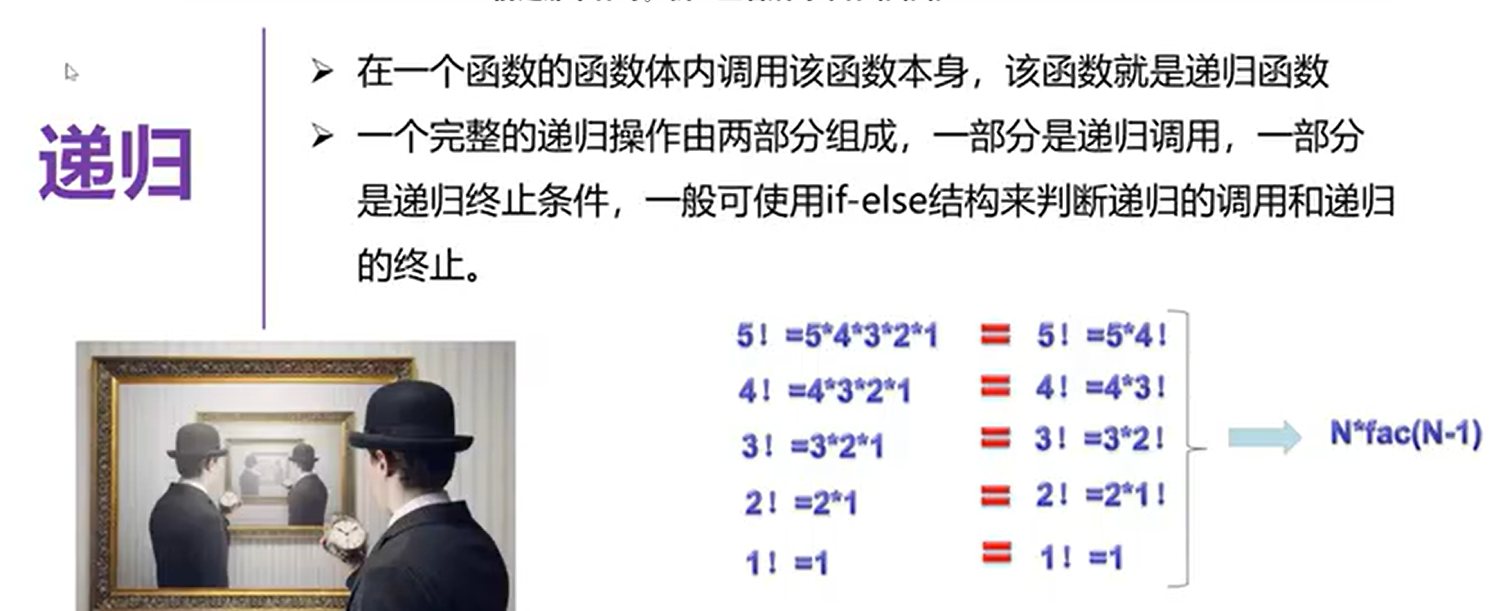 递归
在一个函数的函数体内调用该函数本身，该函数就是递归函数
一个完整的递归操作由两部分组成，一部分是递归调用，一部分
是递归终止条件，一般可使用if-else结构来判断递归的调用和递归
的终止。
5！=5*4*3*2*1 = 5！=5*4！
4！=4*3*2*1 = 4！=4*3！
3！=3*2*1 = 3！=3*2！
2！=2*1 = 2！=2*1！
1！=1 = 1！=1
N*fac(N-1)